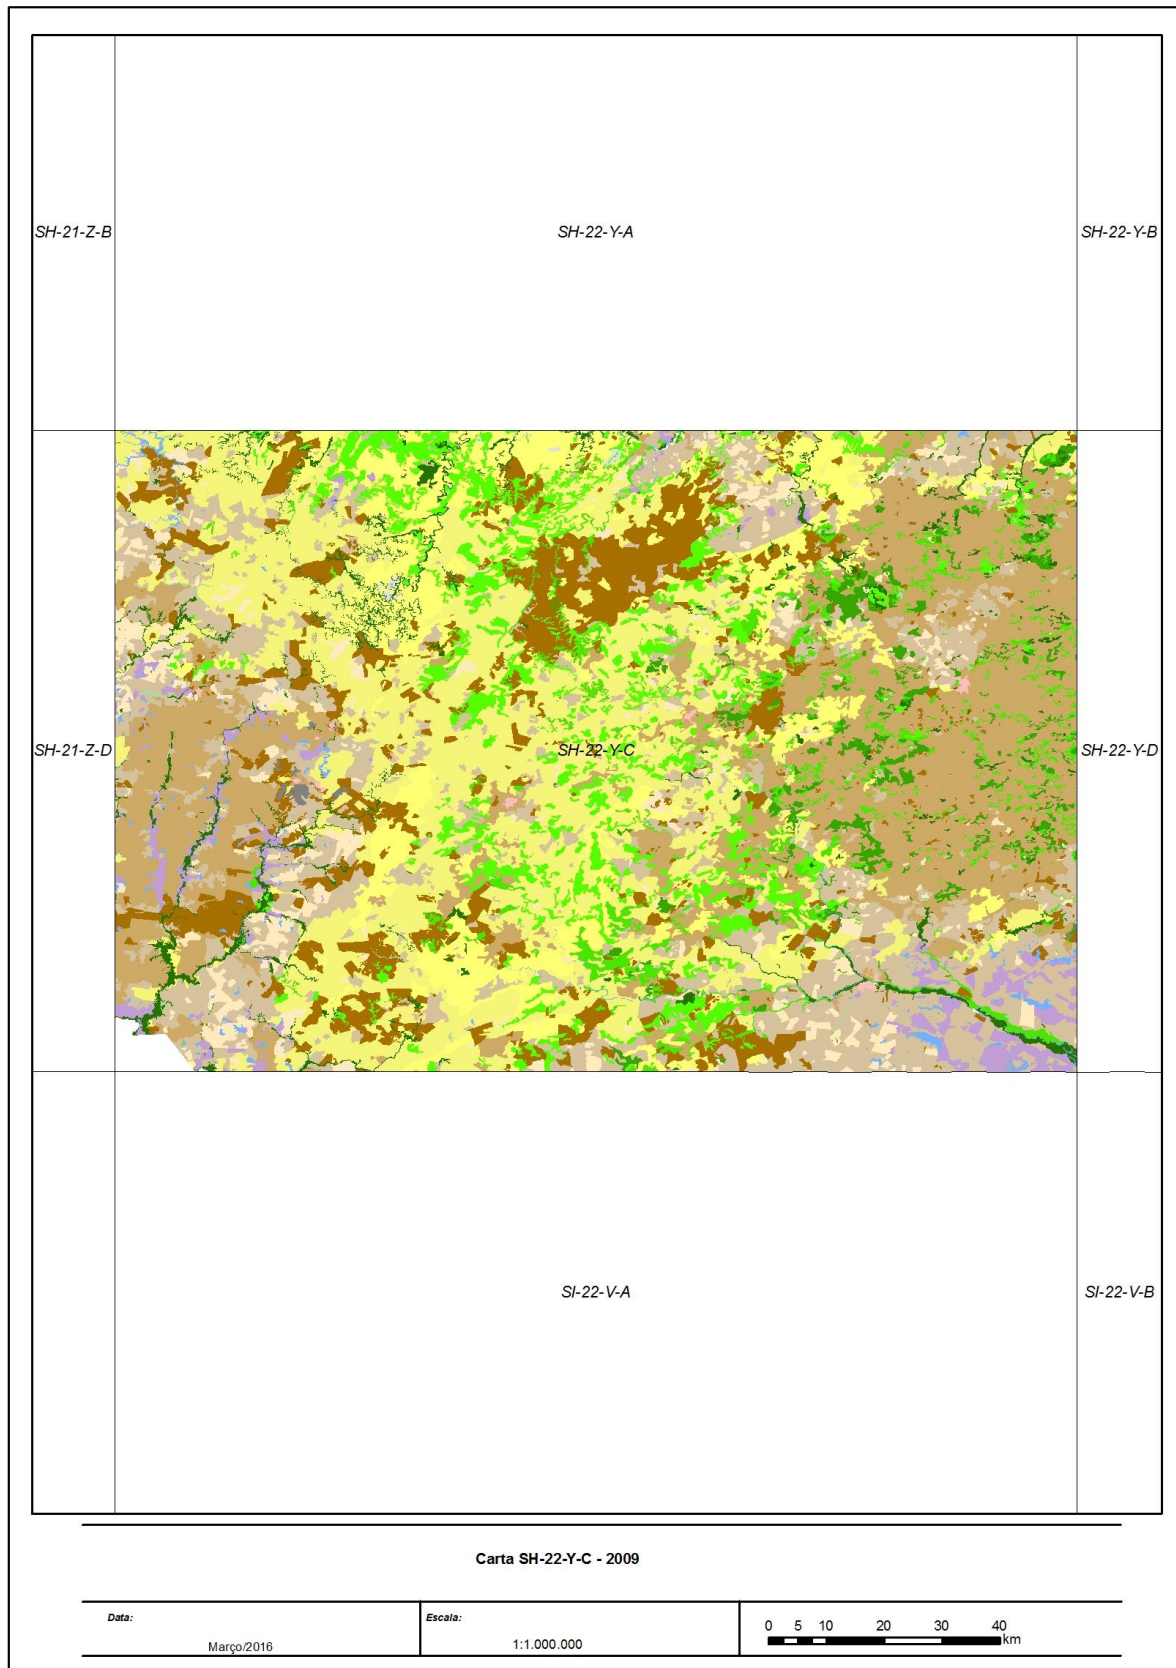 SH-21-Z-B
SH-22-Y-A
SH-22-Y-B
SH-21-Z-D
SH-22-Y-C
SH-22-Y-D
SI-22-V-A
SI-22-V-B
Carta SH-22-Y-C - 2009
Data:
Março/2016
Escala:
1:1.000.000
0 5 10 20 30 40
km